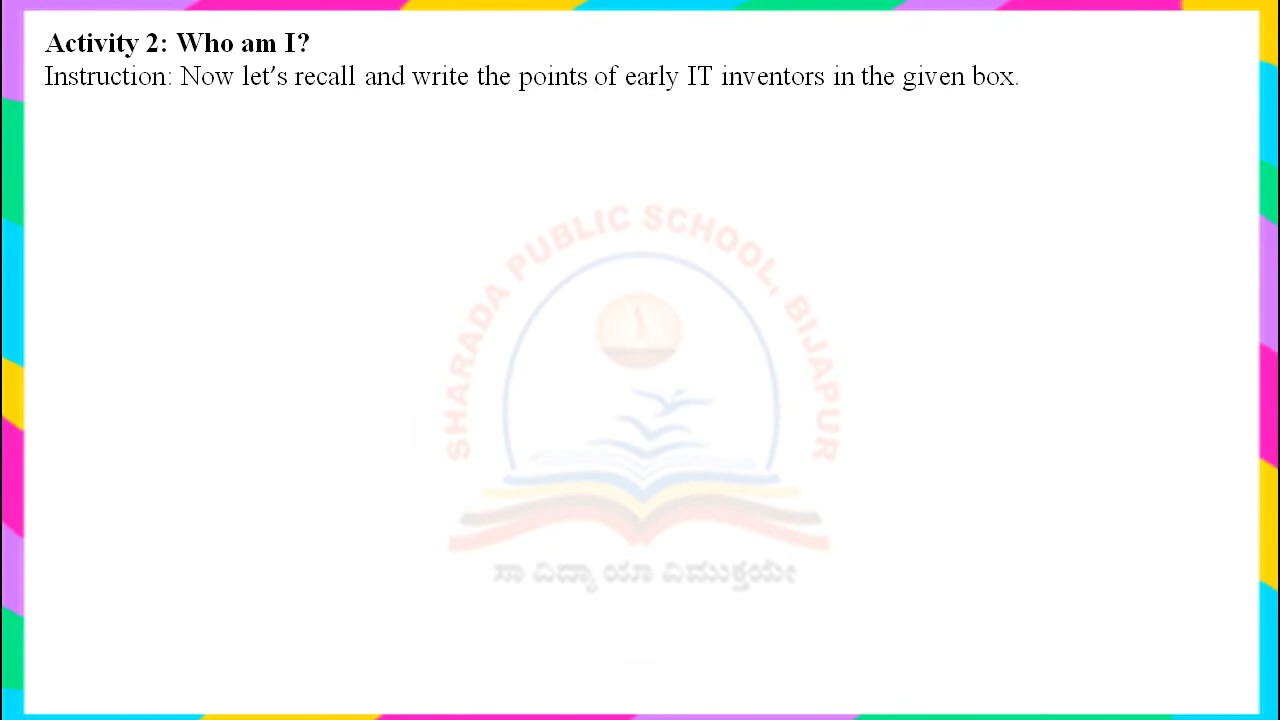 Activity 2: Who am I?
Instruction: Now let's recall and write the points of early IT inventors in the given box.
SHARADA PUBLIC SCHOOL, BIJAPUR
ಸಾ ವಿದ್ಯಾ ಯಾ ವಿಮುಕ್ತಯೇ